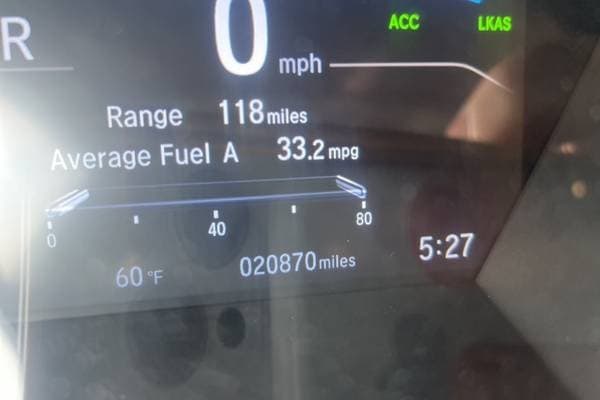 ACC LKAS
R 0 mph
Range 118 miles
Average Fuel A 33.2 mpg
0 40 80
60 °F 020870 miles 5:27